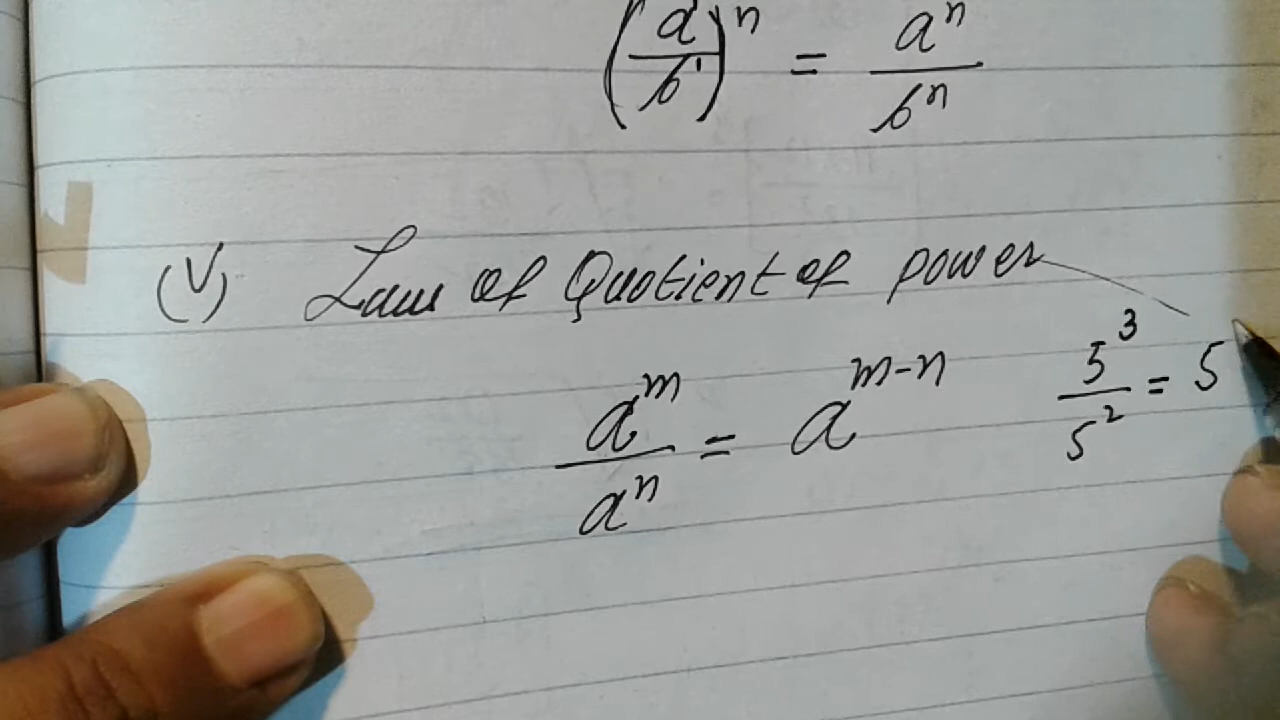 (a/b)^n = a^n/b^n
(V) Law of Quotient of power
a^m/a^n = a^(m-n) 5^3/5^2 = 5